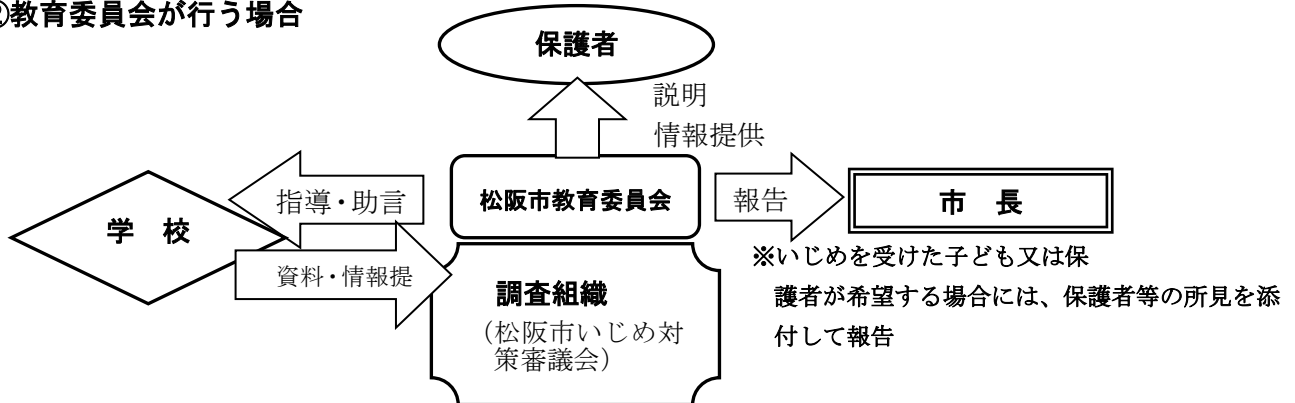 ②教育委員会が行う場合
保護者
説明
情報提供
指導・助言
松阪市教育委員会
報告
市 長
学 校
資料・情報提
調査組織
（松阪市いじめ対
策審議会）
※いじめを受けた子ども又は保
護者が希望する場合には、保護者等の所見を添
付して報告